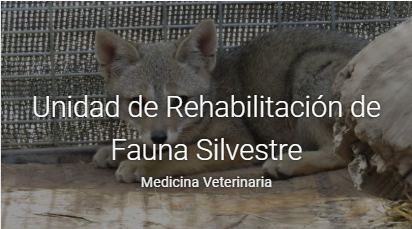 Unidad de Rehabilitación de
Fauna Silvestre
Medicina Veterinaria